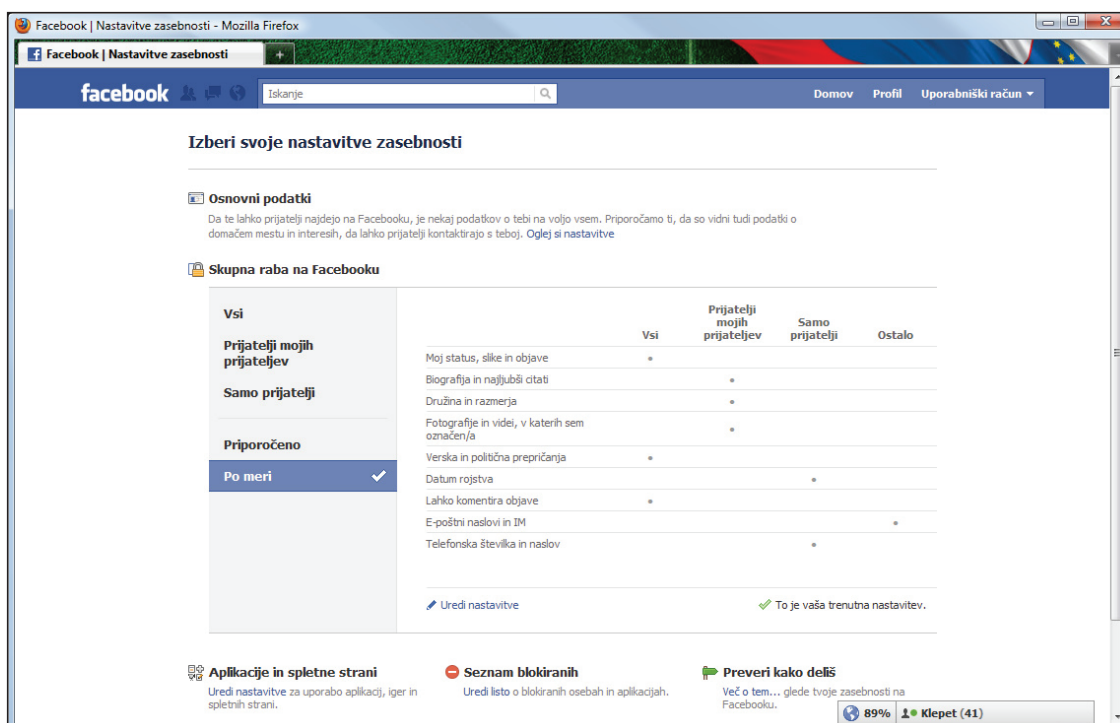 Facebook | Nastavitve zasebnosti - Mozilla Firefox
Facebook | Nastavitve zasebnosti
facebook
Iskanje
Domov Profil Uporabniški račun
Izberi svoje nastavitve zasebnosti
Osnovni podatki
Da te lahko prijatelji najdejo na Facebooku, je nekaj podatkov o tebi na voljo vsem. Priporočamo ti, da so vidni tudi podatki o
domačem mestu in interesih, da lahko prijatelji kontaktirajo s teboj. Oglej si nastavitve
Skupna raba na Facebooku
Vsi
Prijatelji mojih
prijateljev
Samo prijatelji
Priporočeno
Po meri
Vsi
Prijatelji
mojih
prijateljev
Samo
prijatelji
Ostalo
Moj status, slike in objave
Biografija in najljubši citati
Družina in razmerja
Fotografije in videi, v katerih sem
označen/a
Verska in politična prepričanja
Datum rojstva
Lahko komentira objave
E-poštni naslovi in IM
Telefonska številka in naslov
Uredi nastavitve
To je vaša trenutna nastavitev.
Aplikacije in spletne strani
Uredi nastavitve za uporabo aplikacij, iger in
spletnih strani.
Seznam blokiranih
Uredi listo o blokiranih osebah in aplikacijah.
Preveri kako deliš
Več o tem... glede tvoje zasebnosti na
Facebooku.
89% Klepet (41)